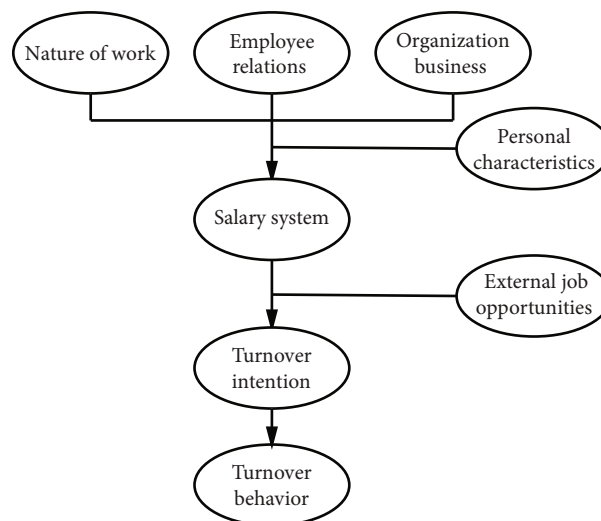 Nature of work
Employee
relations
Organization
business
Personal
characteristics
Salary system
External job
opportunities
Turnover
intention
Turnover
behavior